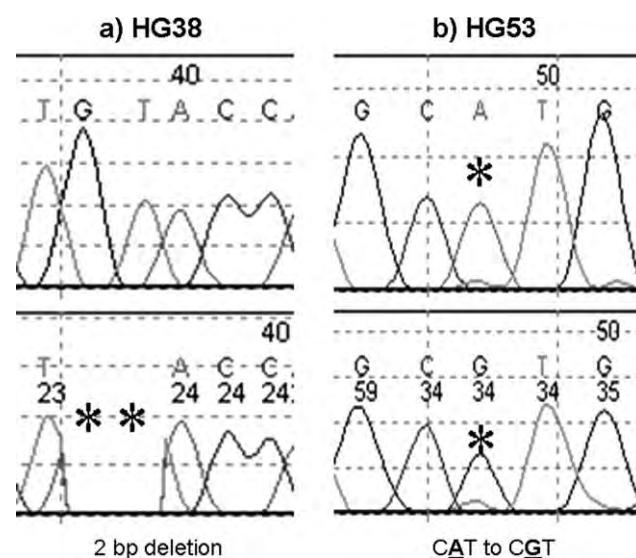 a) HG38
b) HG53
40
T G T A C C
50
G C A T G
*
40
T A C C
23 24 24 24
* *
50
G C G T G
59 34 34 34 35
*
2 bp deletion
CAT to CGT